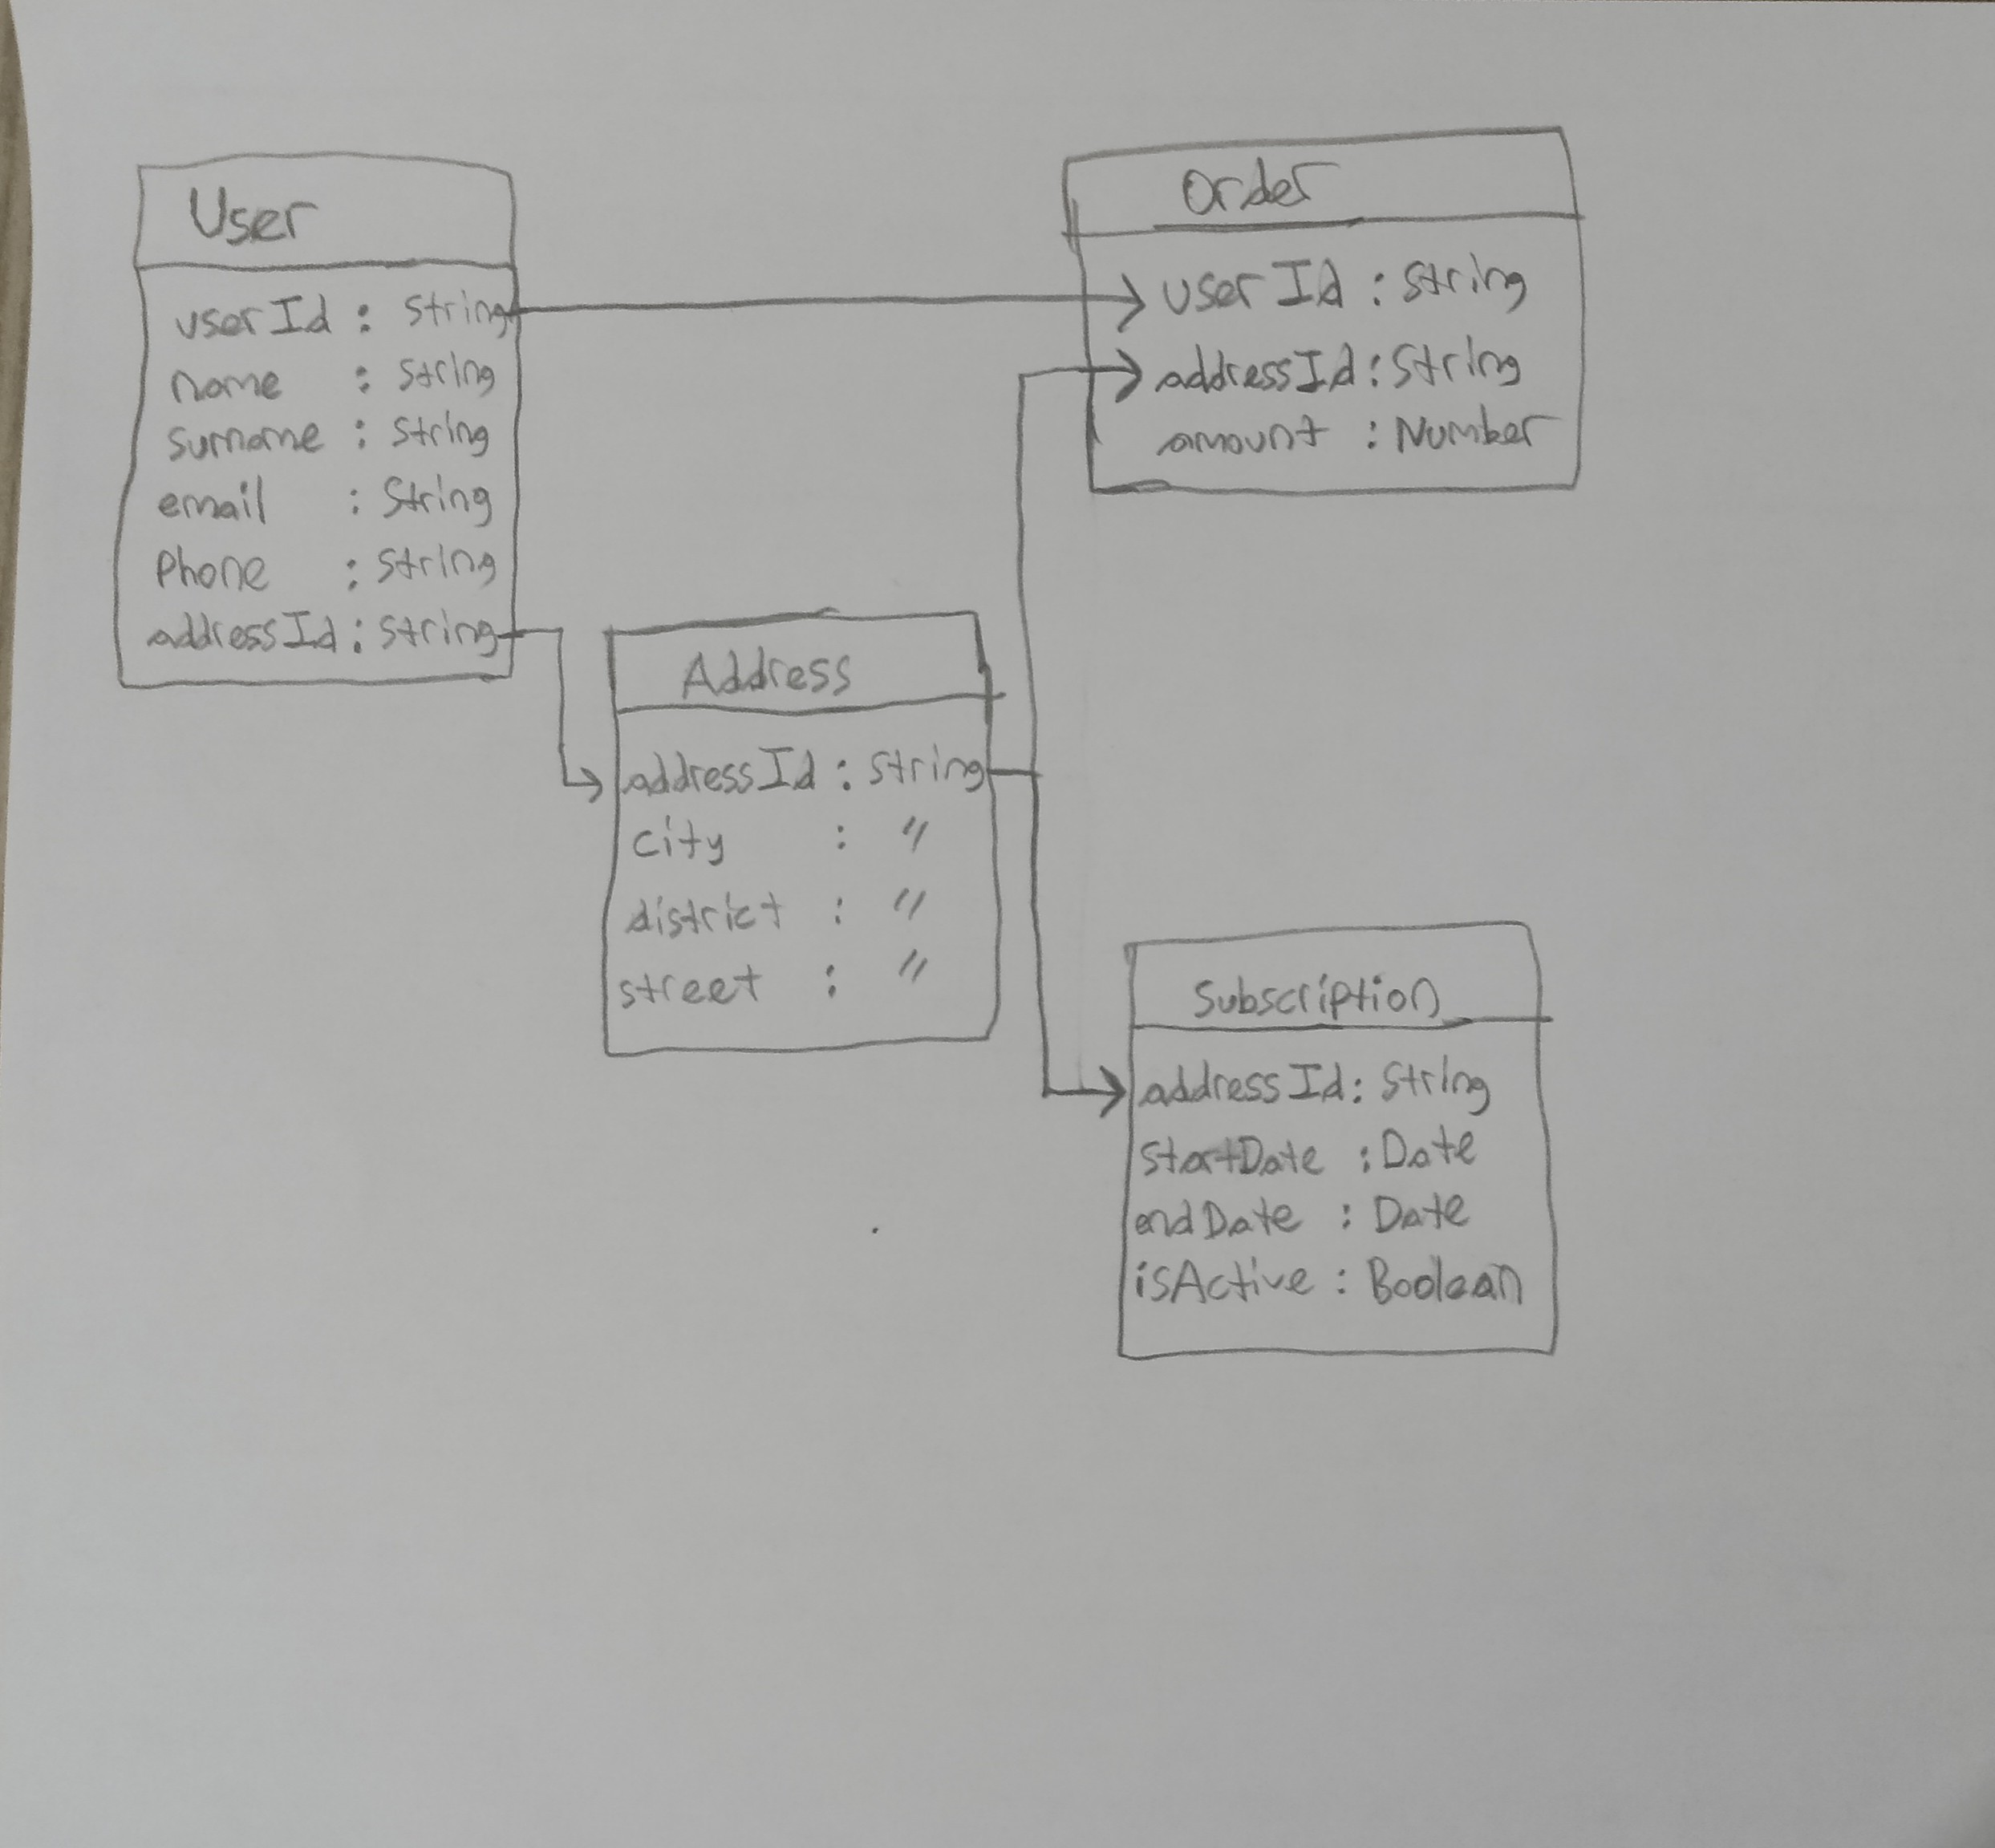 User
userId : string
name : string
surname : string
email : String
Phone : string
addressId : string
Order
userId : string
addressId : String
amount : Number
Address
addressId : string
city : "
district : "
street : "
Subscription
addressId : String
startDate : Date
endDate : Date
isActive : Boolean